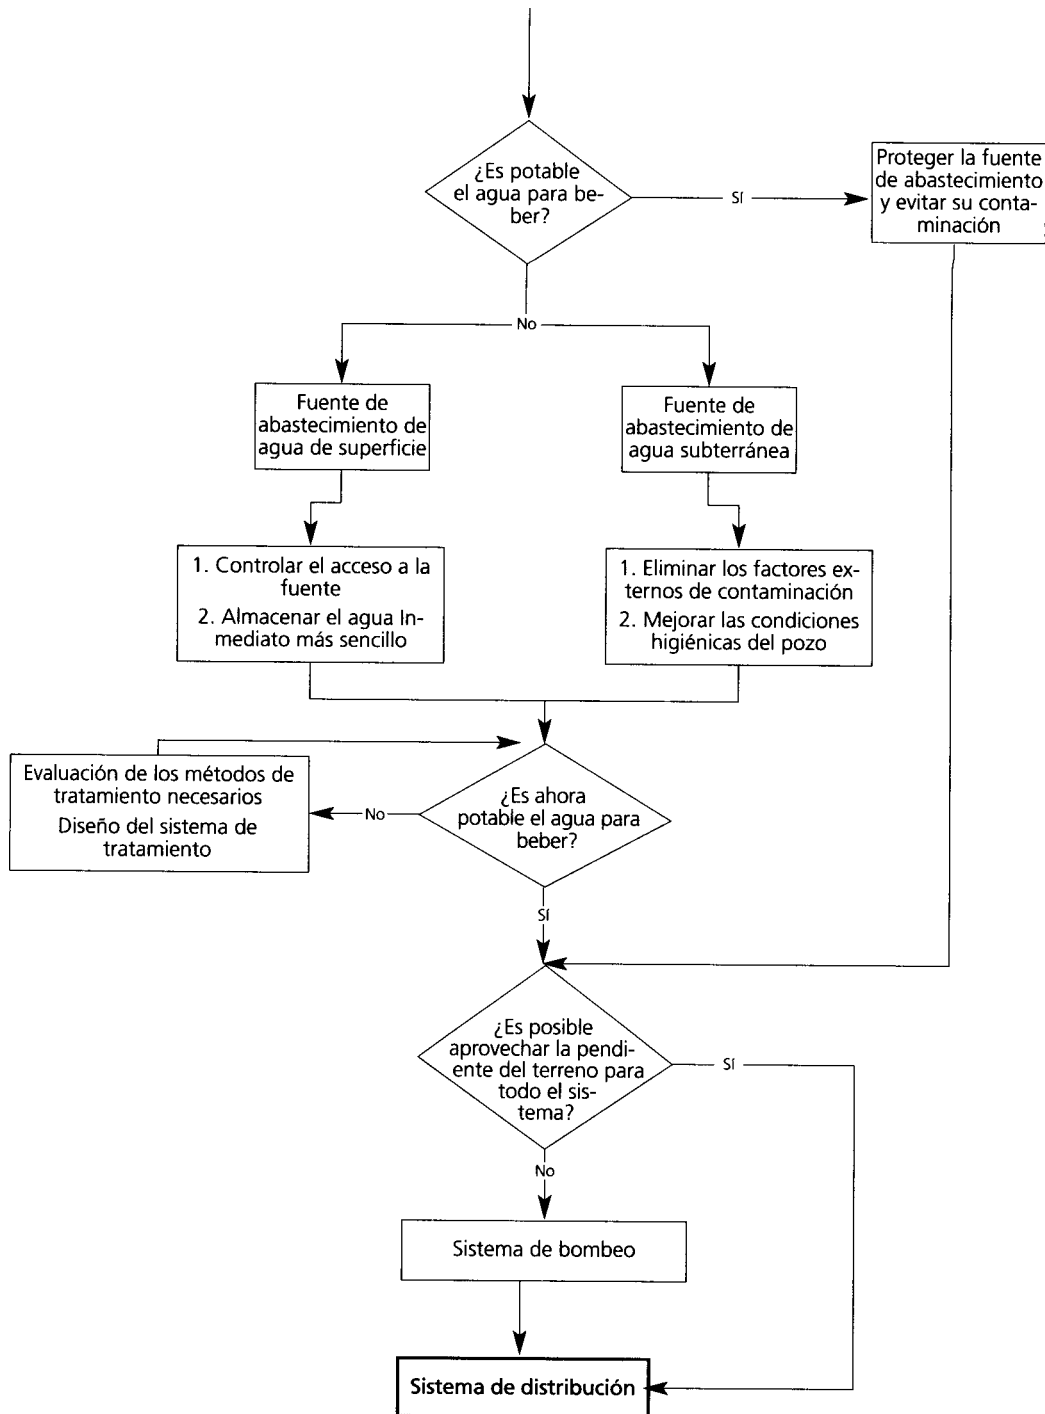 ¿Es potable
el agua para be-
ber?
Sí
Proteger la fuente
de abastecimiento
y evitar su conta-
minación
No
Fuente de
abastecimiento de
agua de superficie
Fuente de
abastecimiento de
agua subterránea
1. Controlar el acceso a la
fuente
2. Almacenar el agua In-
mediato más sencillo
1. Eliminar los factores ex-
ternos de contaminación
2. Mejorar las condiciones
higiénicas del pozo
Evaluación de los métodos de
tratamiento necesarios
Diseño del sistema de
tratamiento
No
¿Es ahora
potable el agua para
beber?
Sí
¿Es posible
aprovechar la pendi-
ente del terreno para
todo el sis-
tema?
Sí
No
Sistema de bombeo
Sistema de distribución